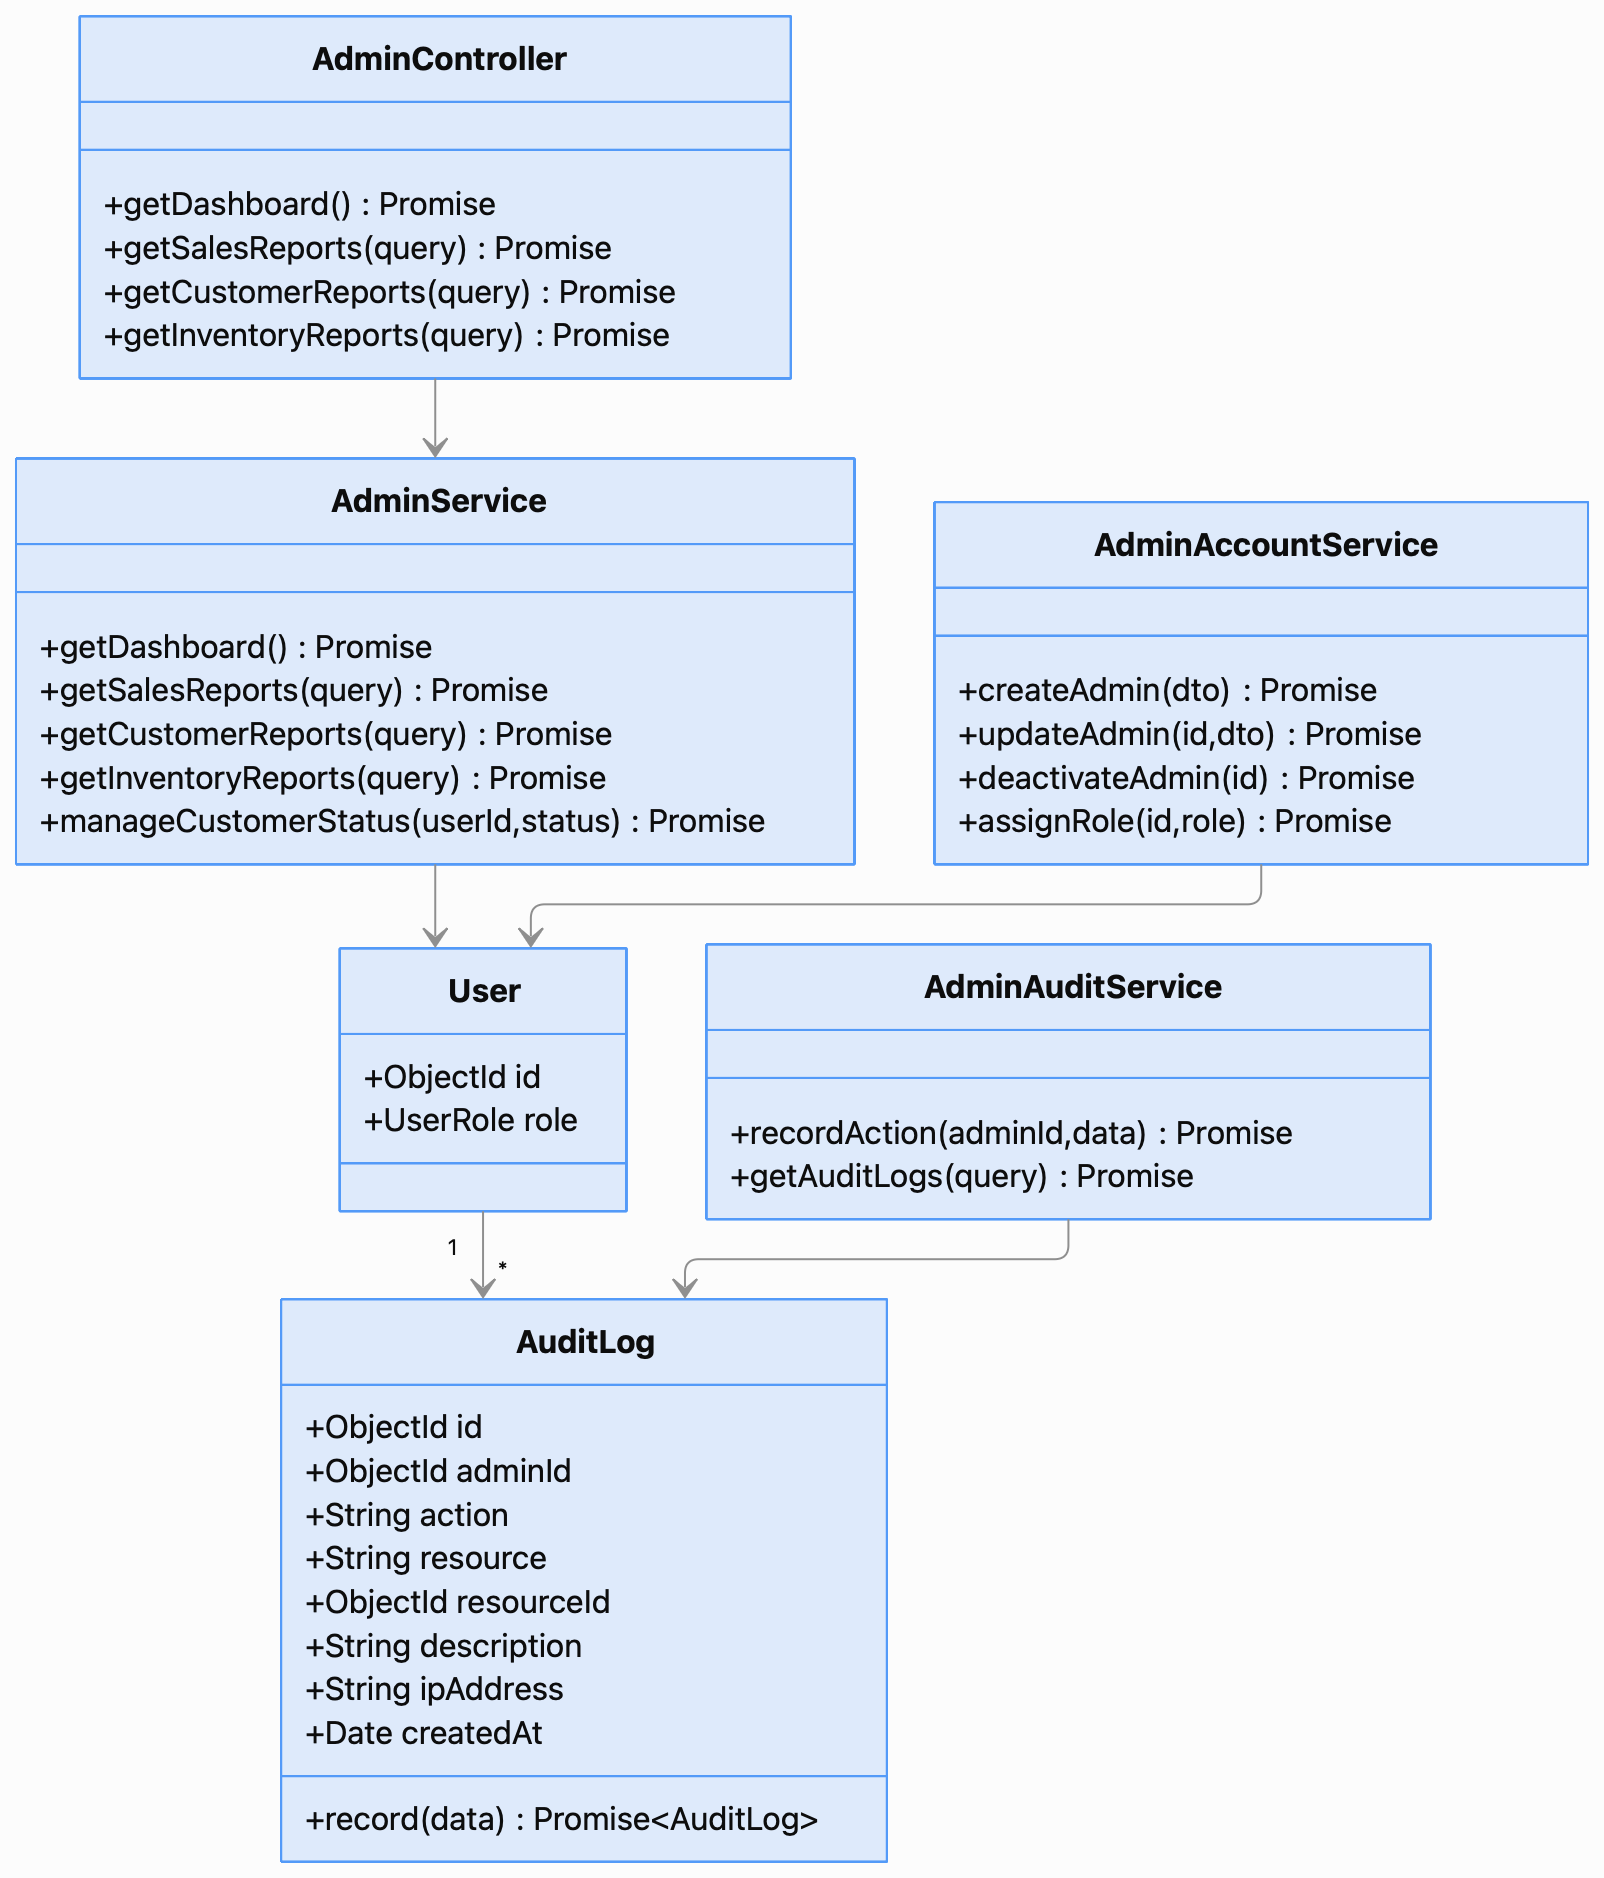 AdminController
+getDashboard() : Promise
+getSalesReports(query) : Promise
+getCustomerReports(query) : Promise
+getInventoryReports(query) : Promise
AdminService
+getDashboard() : Promise
+getSalesReports(query) : Promise
+getCustomerReports(query) : Promise
+getInventoryReports(query) : Promise
+manageCustomerStatus(userId,status) : Promise
AdminAccountService
+createAdmin(dto) : Promise
+updateAdmin(id,dto) : Promise
+deactivateAdmin(id) : Promise
+assignRole(id,role) : Promise
User
+ObjectId id
+UserRole role
AdminAuditService
+recordAction(adminId,data) : Promise
+getAuditLogs(query) : Promise
1
*
AuditLog
+ObjectId id
+ObjectId adminId
+String action
+String resource
+ObjectId resourceId
+String description
+String ipAddress
+Date createdAt
+record(data) : Promise<AuditLog>